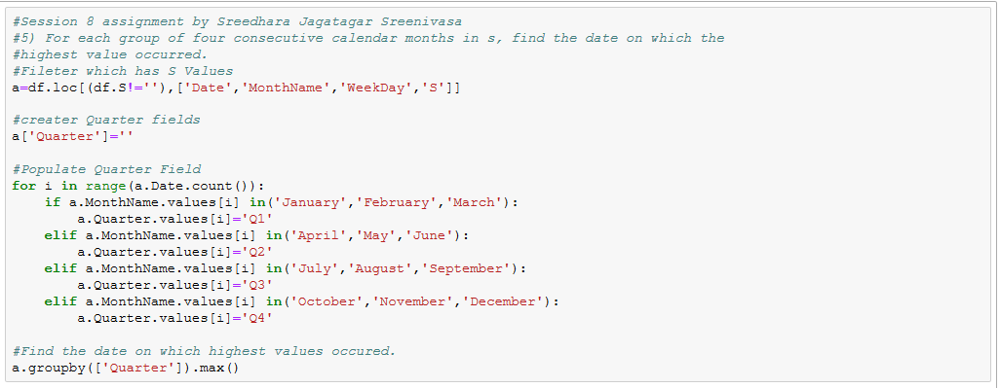 #Session 8 assignment by Sreedhara Jagatagar Sreenivasa
#5) For each group of four consecutive calendar months in s, find the date on which the
#highest value occurred.
#Fileter which has S Values
a=df.loc[(df.S!=''),['Date','MonthName','WeekDay','S']]
#creater Quarter fields
a['Quarter']=''
#Populate Quarter Field
for i in range(a.Date.count()):
    if a.MonthName.values[i] in('January','February','March'):
        a.Quarter.values[i]='Q1'
    elif a.MonthName.values[i] in('April','May','June'):
        a.Quarter.values[i]='Q2'
    elif a.MonthName.values[i] in('July','August','September'):
        a.Quarter.values[i]='Q3'
    elif a.MonthName.values[i] in('October','November','December'):
        a.Quarter.values[i]='Q4'
#Find the date on which highest values occured.
a.groupby(['Quarter']).max()